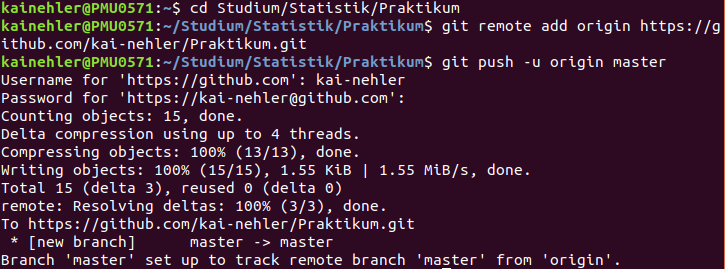 kainehler@PMU0571:~$ cd Studium/Statistik/Praktikum
kainehler@PMU0571:~/Studium/Statistik/Praktikum$ git remote add origin https://g
ithub.com/kai-nehler/Praktikum.git
kainehler@PMU0571:~/Studium/Statistik/Praktikum$ git push -u origin master
Username for 'https://github.com': kai-nehler
Password for 'https://kai-nehler@github.com':
Counting objects: 15, done.
Delta compression using up to 4 threads.
Compressing objects: 100% (13/13), done.
Writing objects: 100% (15/15), 1.55 KiB | 1.55 MiB/s, done.
Total 15 (delta 3), reused 0 (delta 0)
remote: Resolving deltas: 100% (3/3), done.
To https://github.com/kai-nehler/Praktikum.git
 * [new branch]      master -> master
Branch 'master' set up to track remote branch 'master' from 'origin'.